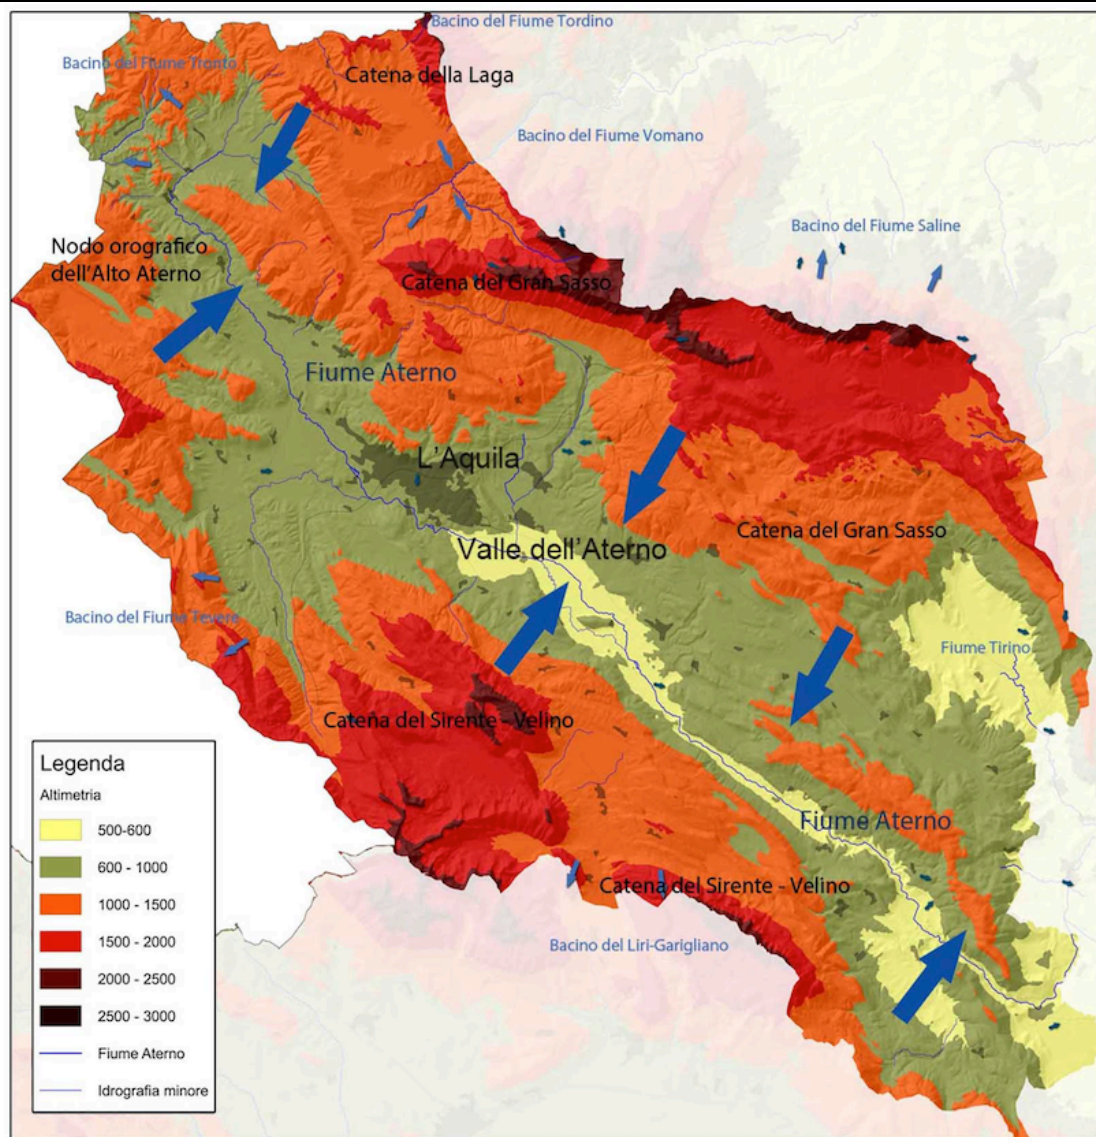 Bacino del Fiume Tordino
Bacino del Fiume Tronto
Catena della Laga
Bacino del Fiume Vomano
Bacino del Fiume Saline
Nodo orografico
dell'Alto Aterno
Catena del Gran Sasso
Fiume Aterno
L'Aquila
Catena del Gran Sasso
Valle dell'Aterno
Bacino del Fiume Tevere
Fiume Tirino
Catena del Sirente - Velino
Legenda
Altimetria
500-600
600 - 1000
1000 - 1500
1500 - 2000
2000 - 2500
2500 - 3000
Fiume Aterno
Idrografia minore
Fiume Aterno
Catena del Sirente - Velino
Bacino del Liri-Garigliano